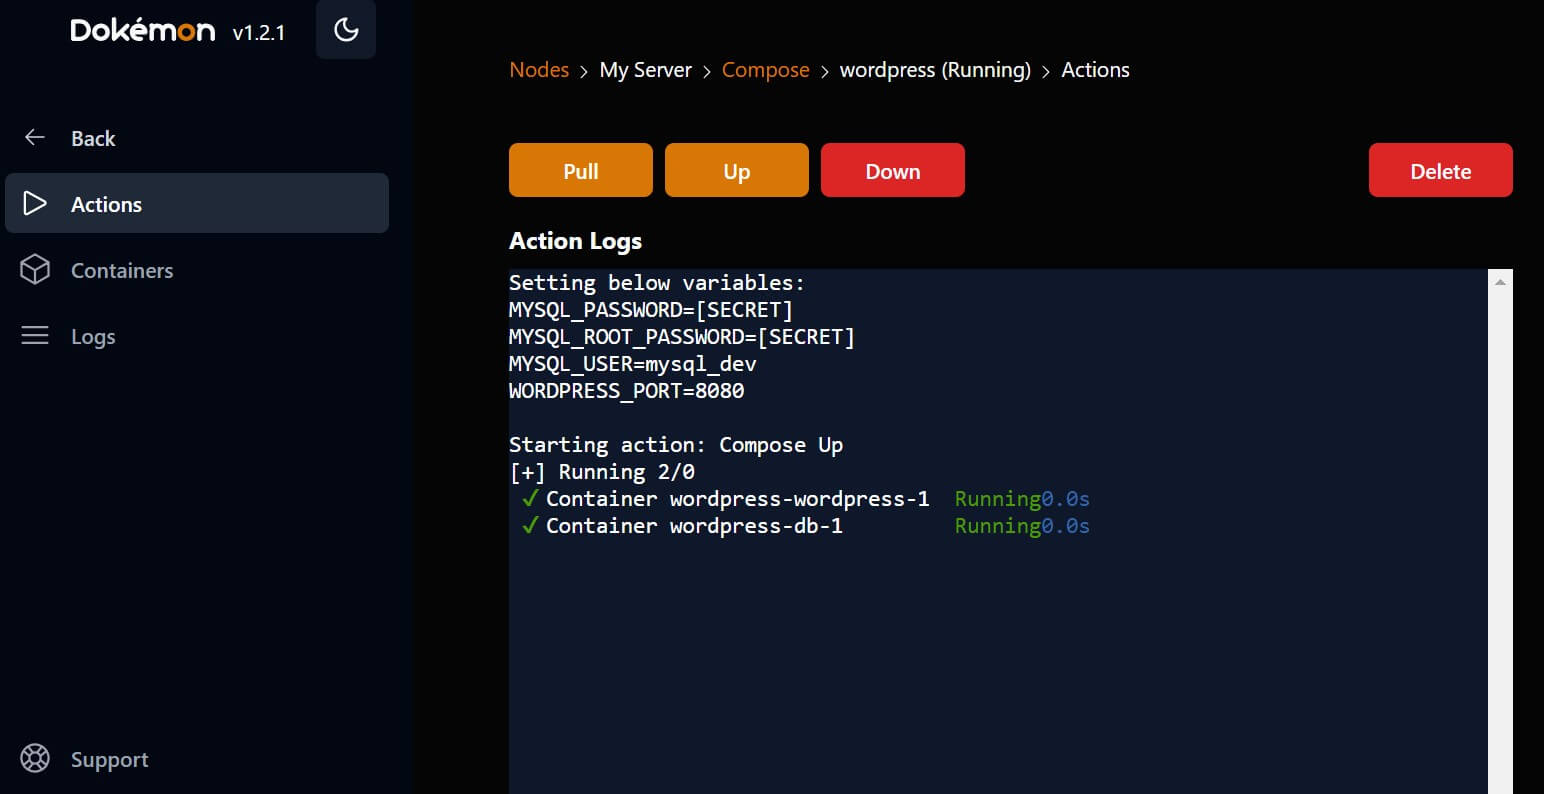 Dokémon v1.2.1
Back
Actions
Containers
Logs
Support
Nodes > My Server > Compose > wordpress (Running) > Actions
Pull Up Down Delete
Action Logs
Setting below variables:
MYSQL_PASSWORD=[SECRET]
MYSQL_ROOT_PASSWORD=[SECRET]
MYSQL_USER=mysql_dev
WORDPRESS_PORT=8080
Starting action: Compose Up
[+] Running 2/0
✓ Container wordpress-wordpress-1 Running0.0s
✓ Container wordpress-db-1 Running0.0s